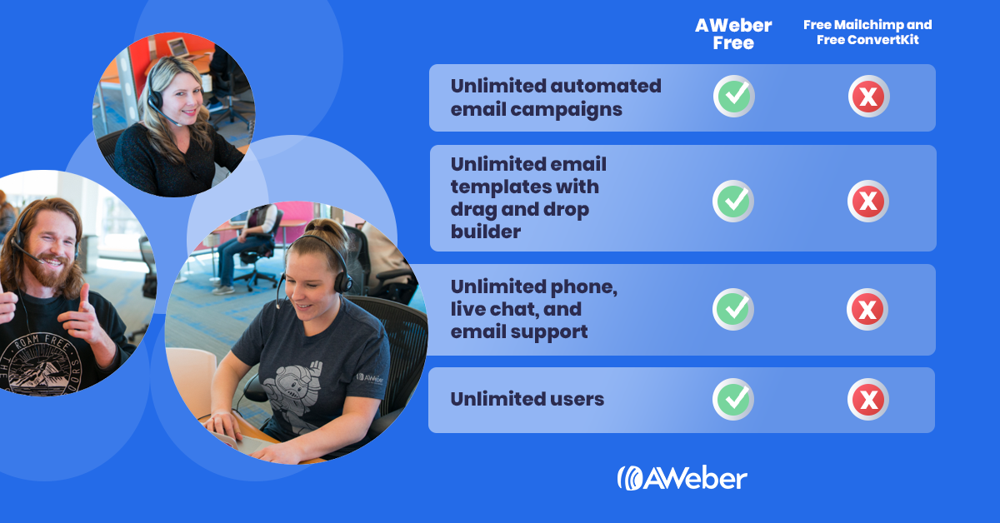 AWeber
Free
Free Mailchimp and
Free ConvertKit
Unlimited automated
email campaigns
Unlimited email
templates with
drag and drop
builder
Unlimited phone,
live chat, and
email support
Unlimited users
ROAM FREE
THE
AWeber
AWeber